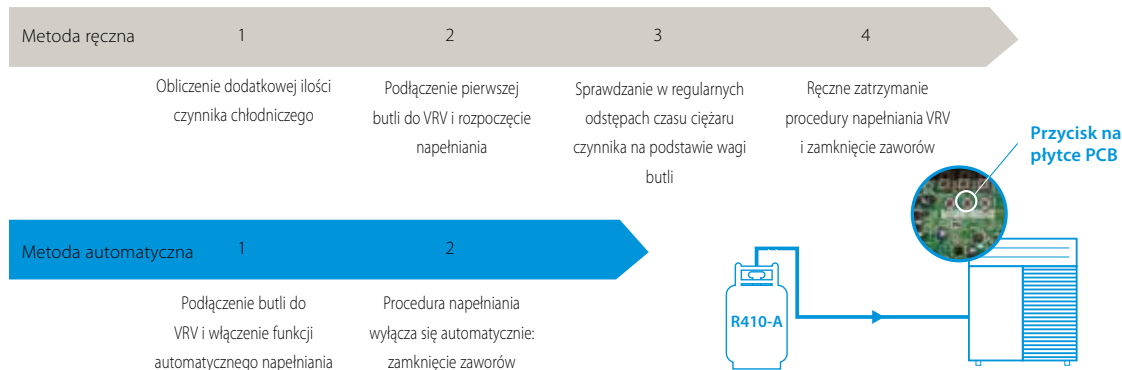 Metoda ręczna 1 2 3 4
Obliczenie dodatkowej ilości
czynnika chłodniczego
Podłączenie pierwszej
butli do VRV i rozpoczęcie
napełniania
Sprawdzanie w regularnych
odstępach czasu ciężaru
czynnika na podstawie wagi
butli
Ręczne zatrzymanie
procedury napełniania VRV
i zamknięcie zaworów
Przycisk na
płytce PCB
Metoda automatyczna 1 2
Podłączenie butli do
VRV i włączenie funkcji
automatycznego napełniania
Procedura napełniania
wyłącza się automatycznie:
zamknięcie zaworów
R410-A